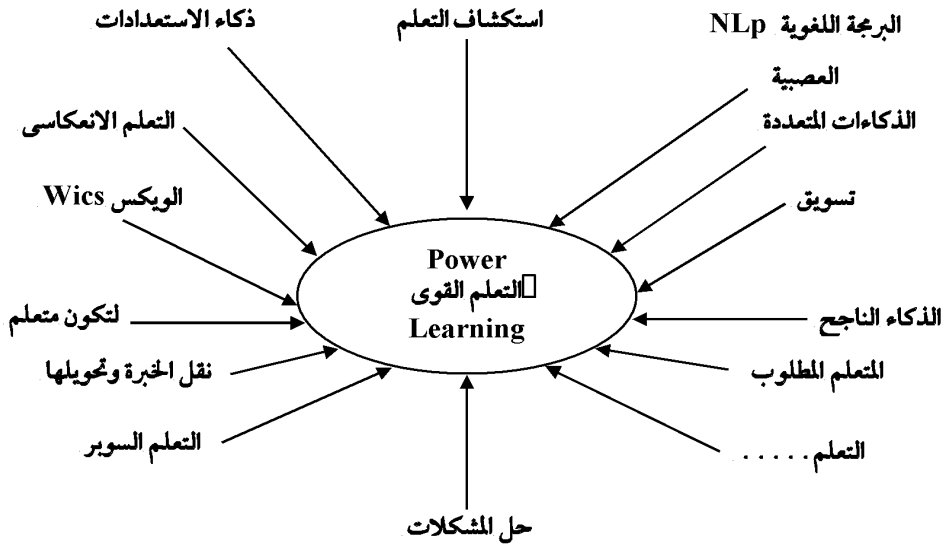 البرمجة اللغوية NLp
العصبية
استكشاف التعلم
ذكاء الاستعدادات
الذكاءات المتعددة
التعلم الانعكاسى
تسويق
الويكس Wics
Power
التعلم القوى
Learning
الذكاء الناجح
لتكون متعلم
المتعلم المطلوب
نقل الخبرة وتحويلها
التعلم . . . . .
التعلم السوبر
حل المشكلات